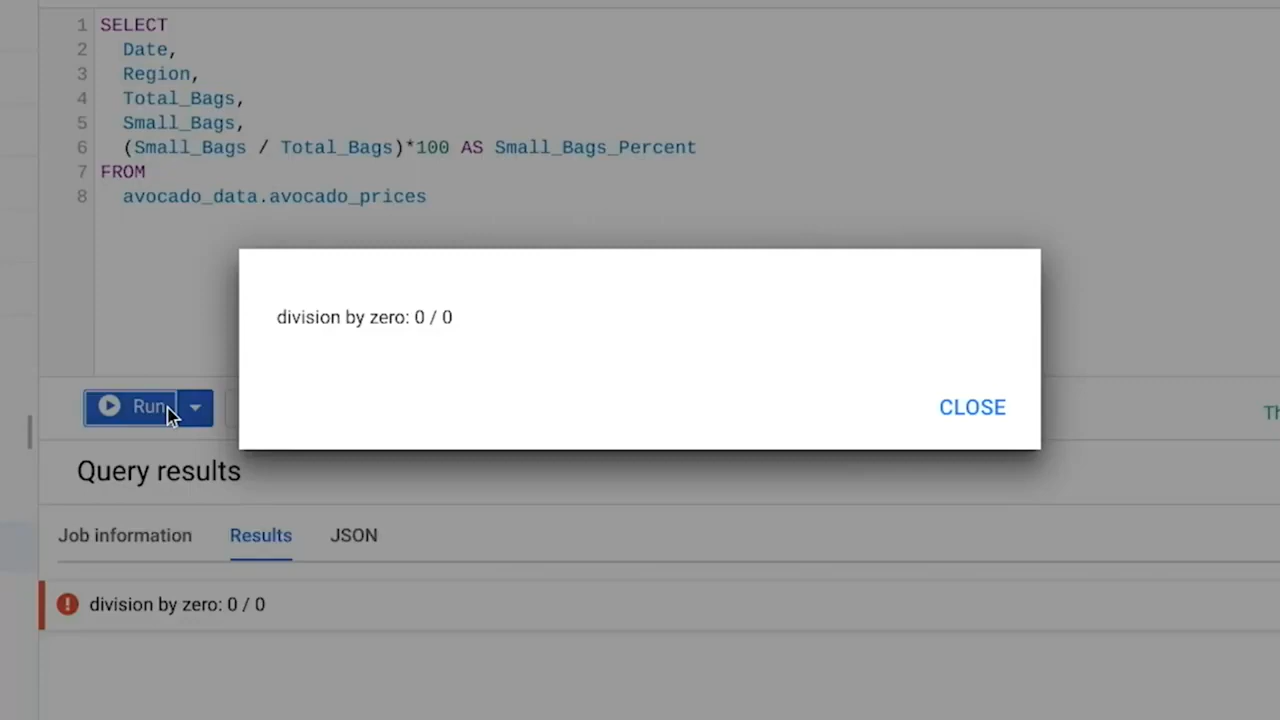 1 SELECT
2 Date,
3 Region,
4 Total_Bags,
5 Small_Bags,
6 (Small_Bags / Total_Bags)*100 AS Small_Bags_Percent
7 FROM
8 avocado_data.avocado_prices
division by zero: 0 / 0
CLOSE
Run
Query results
Job information Results JSON
division by zero: 0 / 0